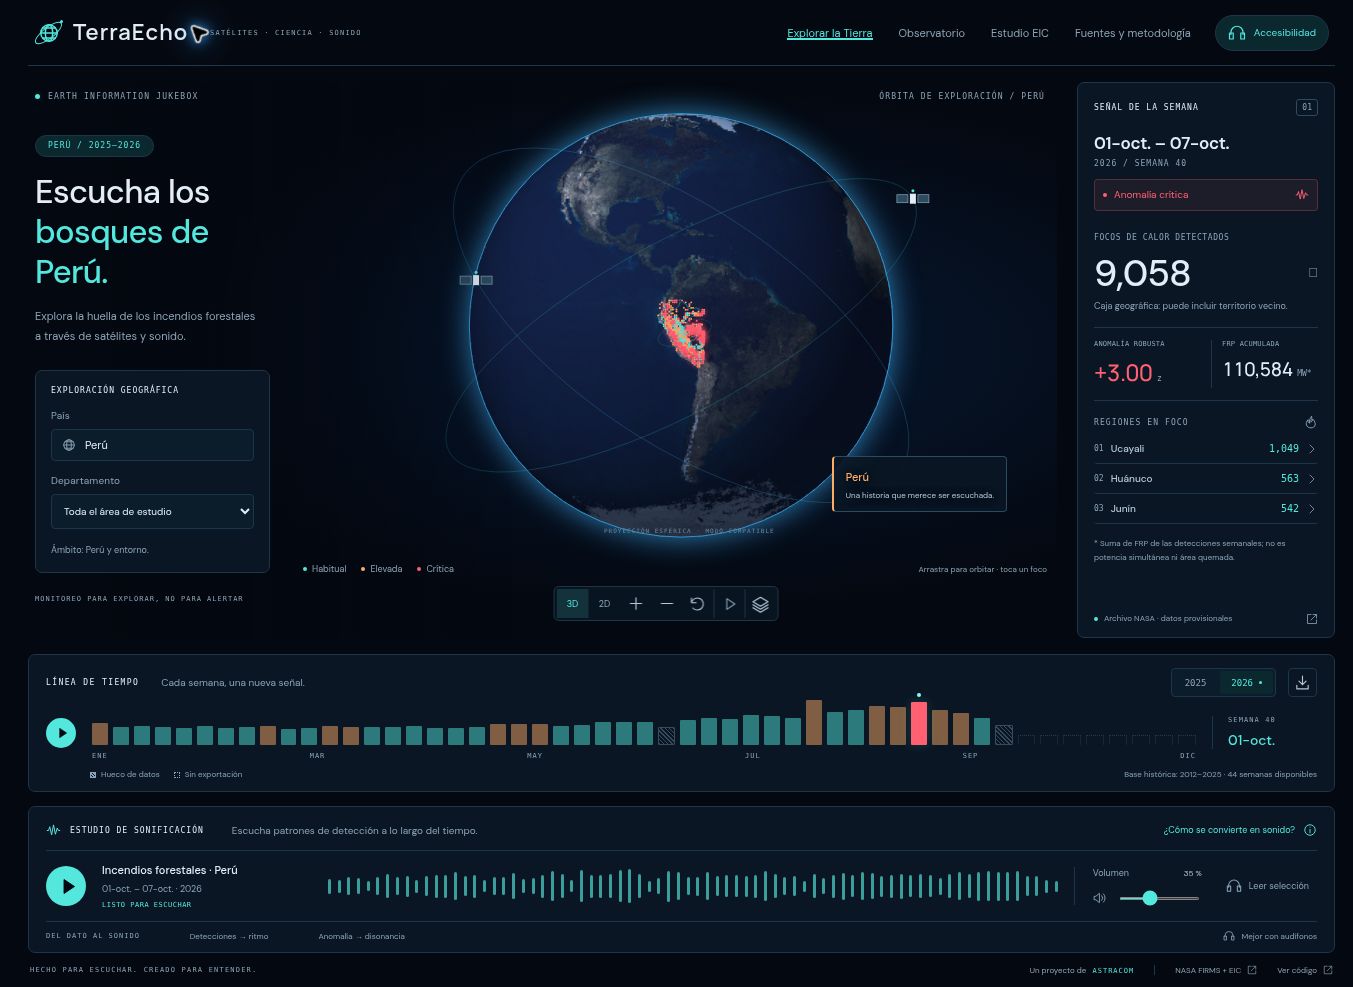 TerraEcho
SATÉLITES · CIENCIA · SONIDO
Explorar la Tierra
Observatorio
Estudio EIC
Fuentes y metodología
Accesibilidad
EARTH INFORMATION JUKEBOX
ÓRBITA DE EXPLORACIÓN / PERÚ
PERÚ / 2025—2026
Escucha los
bosques de
Perú.
Explora la huella de los incendios forestales
a través de satélites y sonido.
EXPLORACIÓN GEOGRÁFICA
País
Perú
Departamento
Toda el área de estudio
Ámbito: Perú y entorno.
MONITOREO PARA EXPLORAR, NO PARA ALERTAR
Perú
Una historia que merece ser escuchada.
PROYECCIÓN ESFÉRICA · MODO COMPATIBLE
Habitual
Elevada
Crítica
Arrastra para orbitar · toca un foco
3D
2D
SEÑAL DE LA SEMANA
01
01-oct. – 07-oct.
2026 / SEMANA 40
Anomalía crítica
FOCOS DE CALOR DETECTADOS
9,058
Caja geográfica: puede incluir territorio vecino.
ANOMALÍA ROBUSTA
+3.00 z
FRP ACUMULADA
110,584 MW*
REGIONES EN FOCO
01 Ucayali 1,049
02 Huánuco 563
03 Junín 542
* Suma de FRP de las detecciones semanales; no es
potencia simultánea ni área quemada.
Archivo NASA · datos provisionales
LÍNEA DE TIEMPO
Cada semana, una nueva señal.
2025
2026
ENE
MAR
MAY
JUL
SEP
DIC
SEMANA 40
01-oct.
Hueco de datos
Sin exportación
Base histórica: 2012–2025 · 44 semanas disponibles
ESTUDIO DE SONIFICACIÓN
Escucha patrones de detección a lo largo del tiempo.
¿Cómo se convierte en sonido?
Incendios forestales · Perú
01-oct. – 07-oct. · 2026
LISTO PARA ESCUCHAR
Volumen
35 %
Leer selección
DEL DATO AL SONIDO
Detecciones → ritmo
Anomalía → disonancia
Mejor con audífonos
HECHO PARA ESCUCHAR. CREADO PARA ENTENDER.
Un proyecto de ASTRACOM
NASA FIRMS + EIC
Ver código